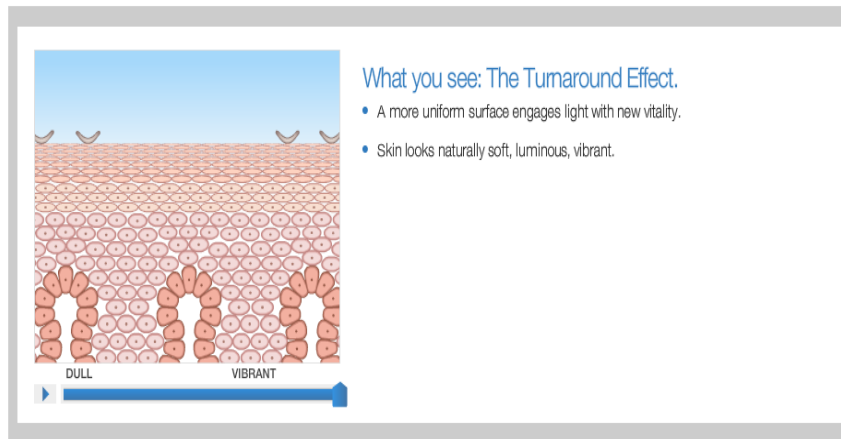 What you see: The Turnaround Effect.
• A more uniform surface engages light with new vitality.
• Skin looks naturally soft, luminous, vibrant.
DULL VIBRANT